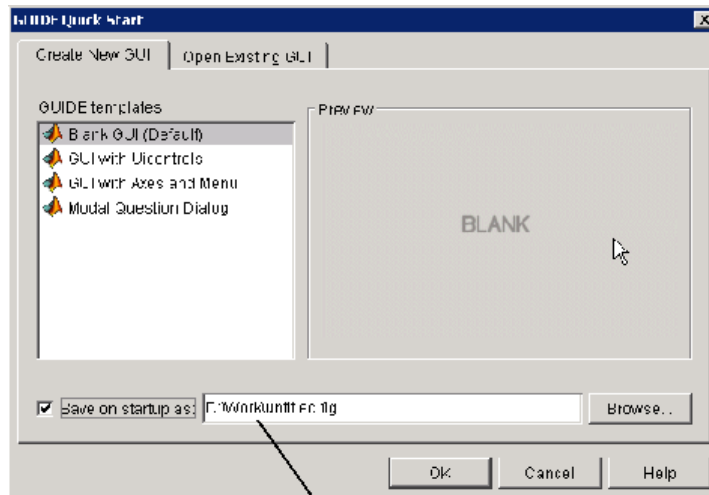 GUIDE Quick Start
Create New GUI
Open Existing GUI
GUIDE templates
Preview
Blank GUI (Default)
GUI with Uicontrols
GUI with Axes and Menu
Modal Question Dialog
BLANK
Save on startup as:
Browse...
OK
Cancel
Help